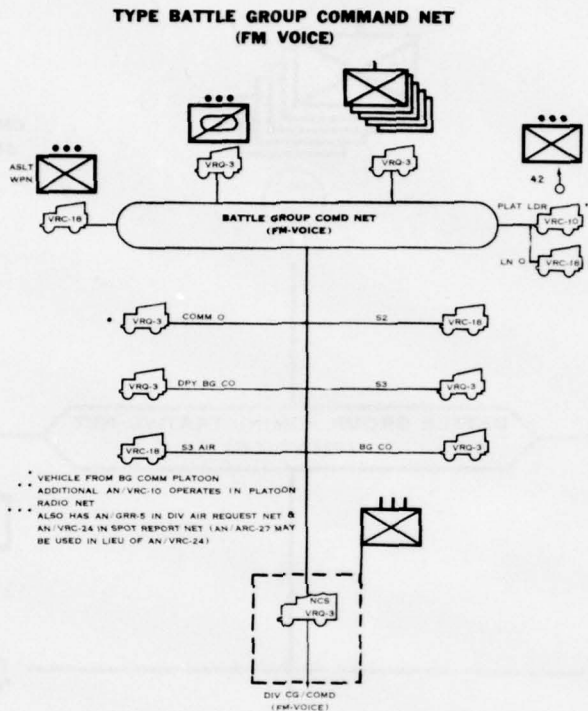 TYPE BATTLE GROUP COMMAND NET
(FM VOICE)
ASLT
WPN
VRC-18
VRQ-3
VRQ-3
4.2
PLAT LDR
VRC-10
LN O
VRC-18
BATTLE GROUP COMD NET
(FM-VOICE)
VRQ-3
COMM O
S2
VRC-18
VRQ-3
DPY BG CO
S3
VRQ-3
VRC-18
S3 AIR
BG CO
VRQ-3
* VEHICLE FROM BG COMM PLATOON
** ADDITIONAL AN/VRC-10 OPERATES IN PLATOON
RADIO NET
*** ALSO HAS AN/GRR-5 IN DIV AIR REQUEST NET &
AN/VRC-24 IN SPOT REPORT NET (AN/ARC-27 MAY
BE USED IN LIEU OF AN/VRC-24)
NCS
VRQ-3
DIV CG/COMD
(FM-VOICE)